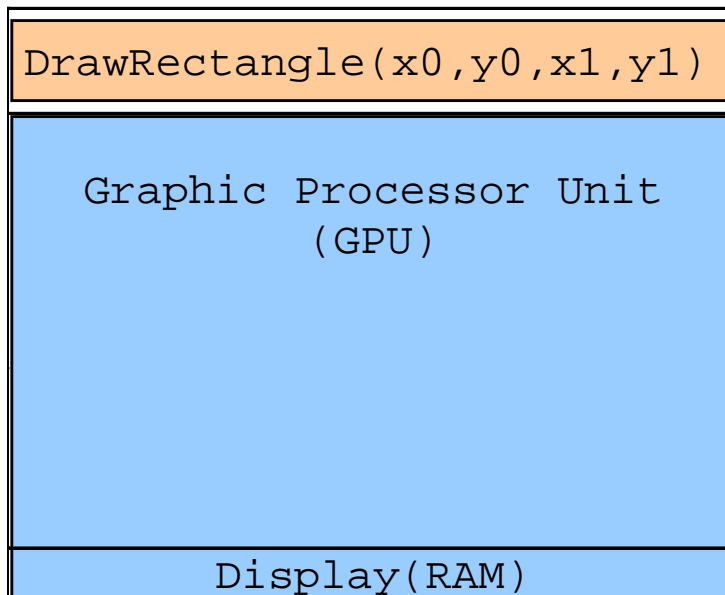 DrawRectangle(x0,y0,x1,y1)
Graphic Processor Unit
(GPU)
Display(RAM)